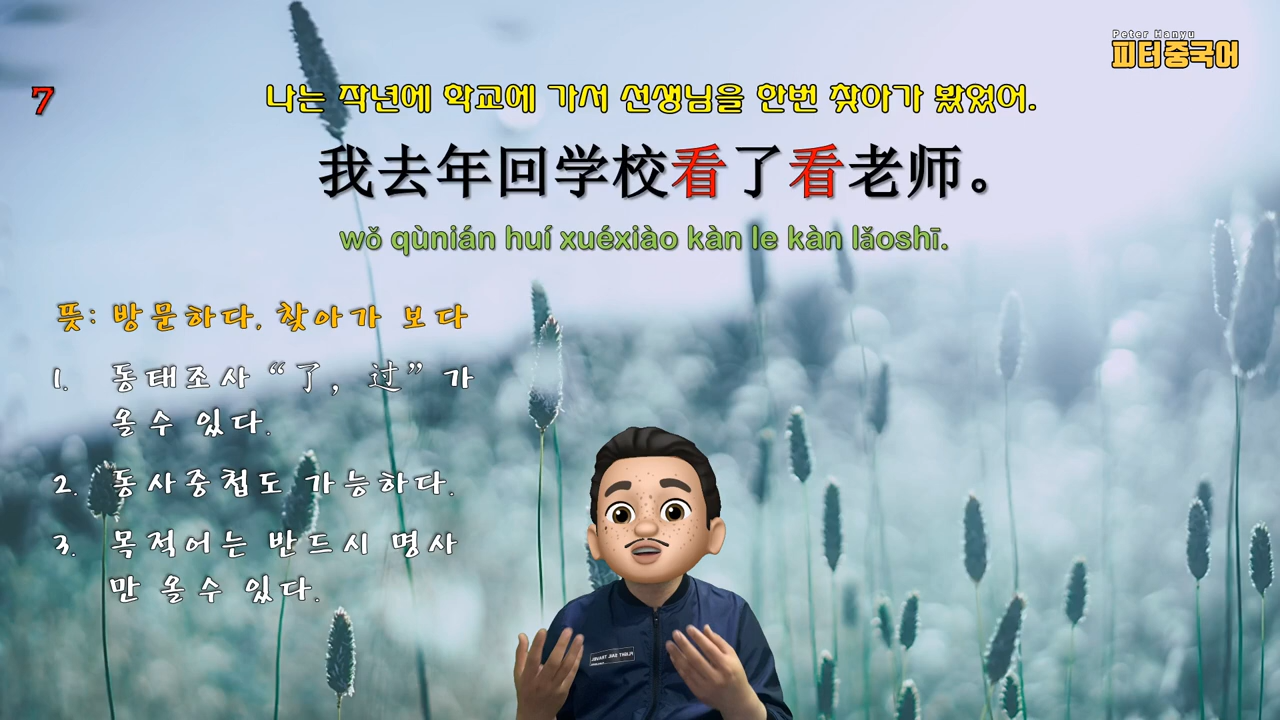 Peter Hanyu
피터중국어
7
나는 작년에 학교에 가서 선생님을 한번 찾아가 봤었어.
我去年回学校看了看老师。
wǒ qùnián huí xuéxiào kàn le kàn lǎoshī.
뜻: 방문하다, 찾아가 보다
1. 동태조사 “了, 过” 가
올수 있다.
2. 동사중첩도 가능하다.
3. 목적어는 반드시 명사
만 올수 있다.